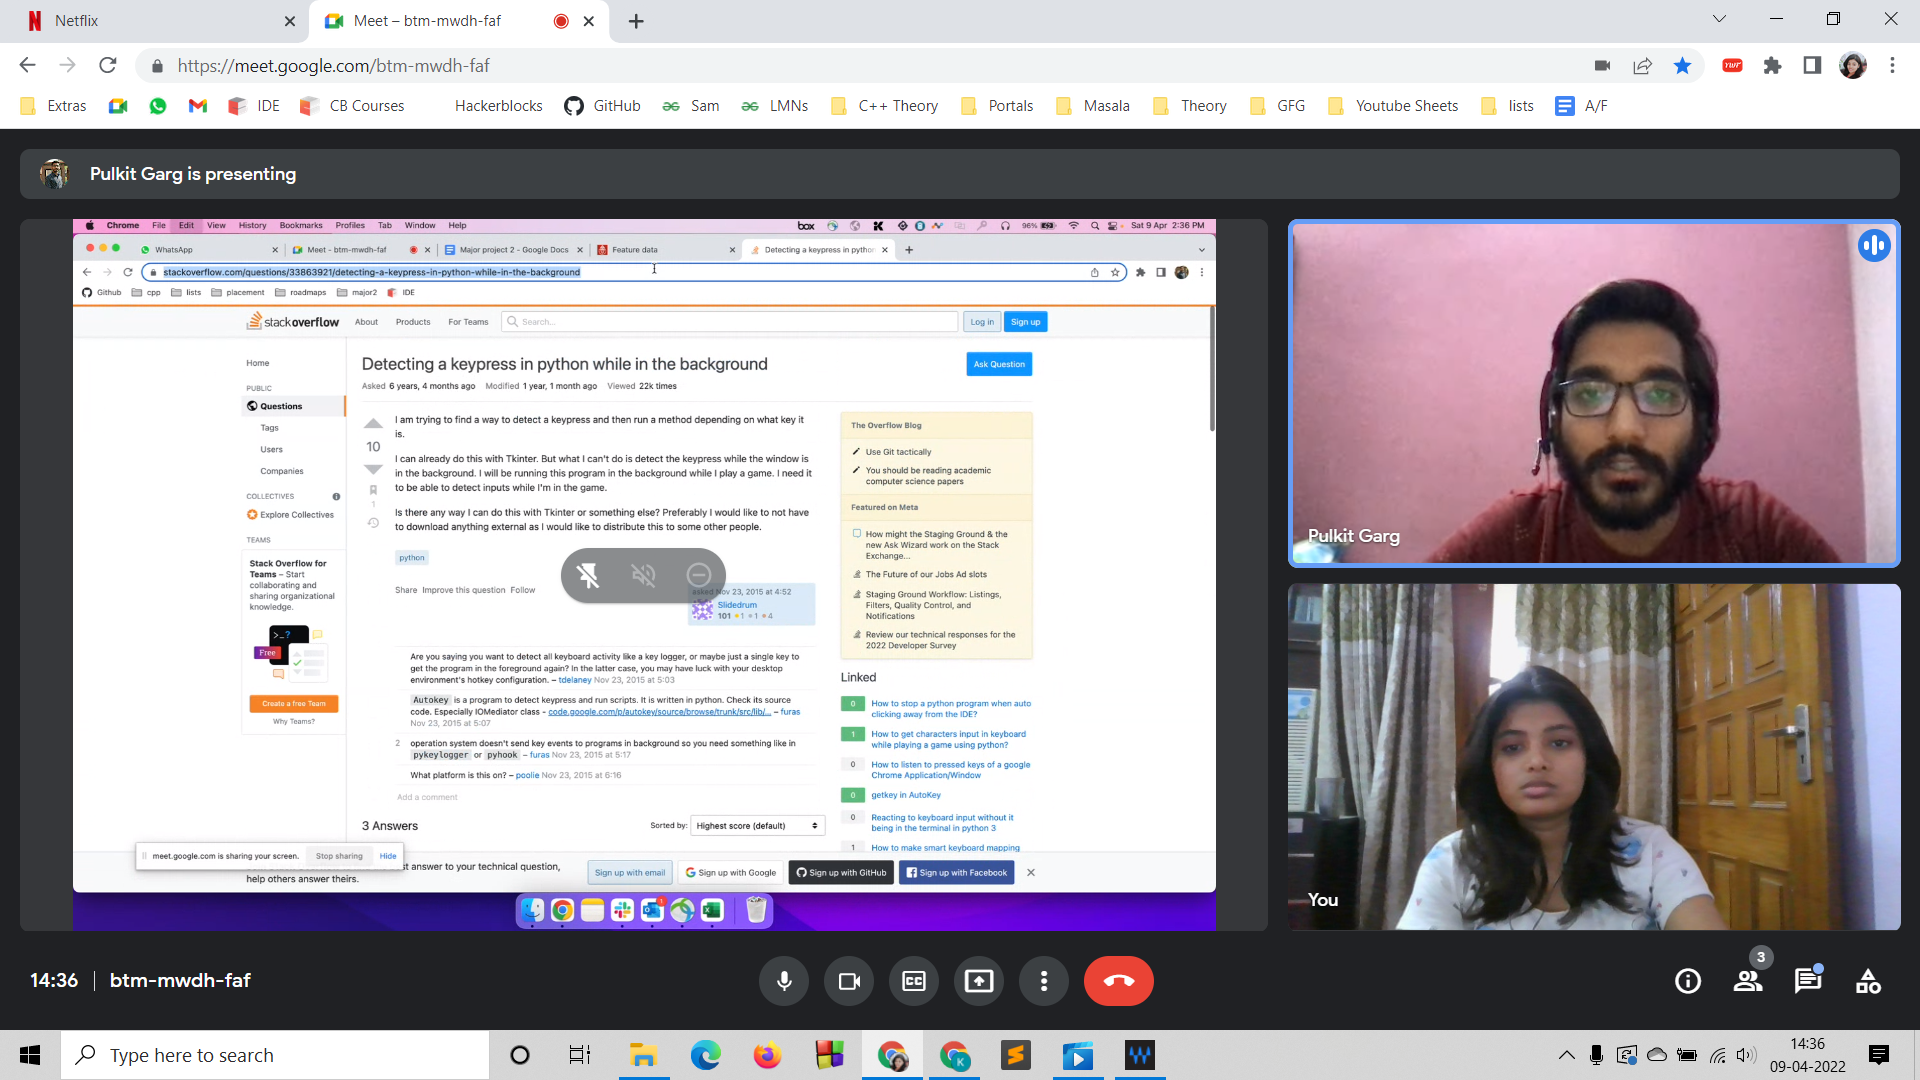 Netflix
Meet – btm-mwdh-faf
https://meet.google.com/btm-mwdh-faf
Extras
IDE
CB Courses
Hackerblocks
GitHub
Sam
LMNs
C++ Theory
Portals
Masala
Theory
GFG
Youtube Sheets
lists
A/F
Pulkit Garg is presenting
Chrome File Edit View History Bookmarks Profiles Tab Window Help
box
96%
Sat 9 Apr 2:36 PM
WhatsApp
Meet - btm-mwdh-faf
Major project 2 - Google Docs
Feature data
Detecting a keypress in python
stackoverflow.com/questions/33863921/detecting-a-keypress-in-python-while-in-the-background
Github cpp lists placement roadmaps major2 IDE
stackoverflow About Products For Teams Search... Log in Sign up
Home
PUBLIC
Questions
Tags
Users
Companies
COLLECTIVES
Explore Collectives
TEAMS
Stack Overflow for
Teams – Start
collaborating and
sharing organizational
knowledge.
>_?
Free
Create a free Team
Why Teams?
Detecting a keypress in python while in the background
Ask Question
Asked 6 years, 4 months ago Modified 1 year, 1 month ago Viewed 22k times
10
1
I am trying to find a way to detect a keypress and then run a method depending on what key it
is.
I can already do this with Tkinter. But what I can't do is detect the keypress while the window is
in the background. I will be running this program in the background while I play a game. I need it
to be able to detect inputs while I'm in the game.
Is there any way I can do this with Tkinter or something else? Preferably I would like to not have
to download anything external as I would like to distribute this to some other people.
python
Share Improve this question Follow
asked Nov 23, 2015 at 4:52
Slidedrum
101 1 1 4
Are you saying you want to detect all keyboard activity like a key logger, or maybe just a single key to
get the program in the foreground again? In the latter case, you may have luck with your desktop
environment's hotkey configuration. – tdelaney Nov 23, 2015 at 5:03
Autokey is a program to detect keypress and run scripts. It is written in python. Check its source
code. Especially IOMediator class - code.google.com/p/autokey/source/browse/trunk/src/lib/... – furas
Nov 23, 2015 at 5:07
2 operation system doesn't send key events to programs in background so you need something like in
pykeylogger or pyhook – furas Nov 23, 2015 at 5:17
What platform is this on? – poolie Nov 23, 2015 at 6:16
Add a comment
3 Answers
Sorted by: Highest score (default)
The Overflow Blog
Use Git tactically
You should be reading academic
computer science papers
Featured on Meta
How might the Staging Ground & the
new Ask Wizard work on the Stack
Exchange...
The Future of our Jobs Ad slots
Staging Ground Workflow: Listings,
Filters, Quality Control, and
Notifications
Review our technical responses for the
2022 Developer Survey
Linked
0 How to stop a python program when auto
clicking away from the IDE?
1 How to get characters input in keyboard
while playing a game using python?
0 How to listen to pressed keys of a google
Chrome Application/Window
0 getkey in AutoKey
0 Reacting to keyboard input without it
being in the terminal in python 3
1 How to make smart keyboard mapping
meet.google.com is sharing your screen. Stop sharing Hide
st answer to your technical question,
help others answer theirs.
Sign up with email
Sign up with Google
Sign up with GitHub
Sign up with Facebook
1
Pulkit Garg
You
14:36 | btm-mwdh-faf
CC
3
Type here to search
K
14:36
09-04-2022